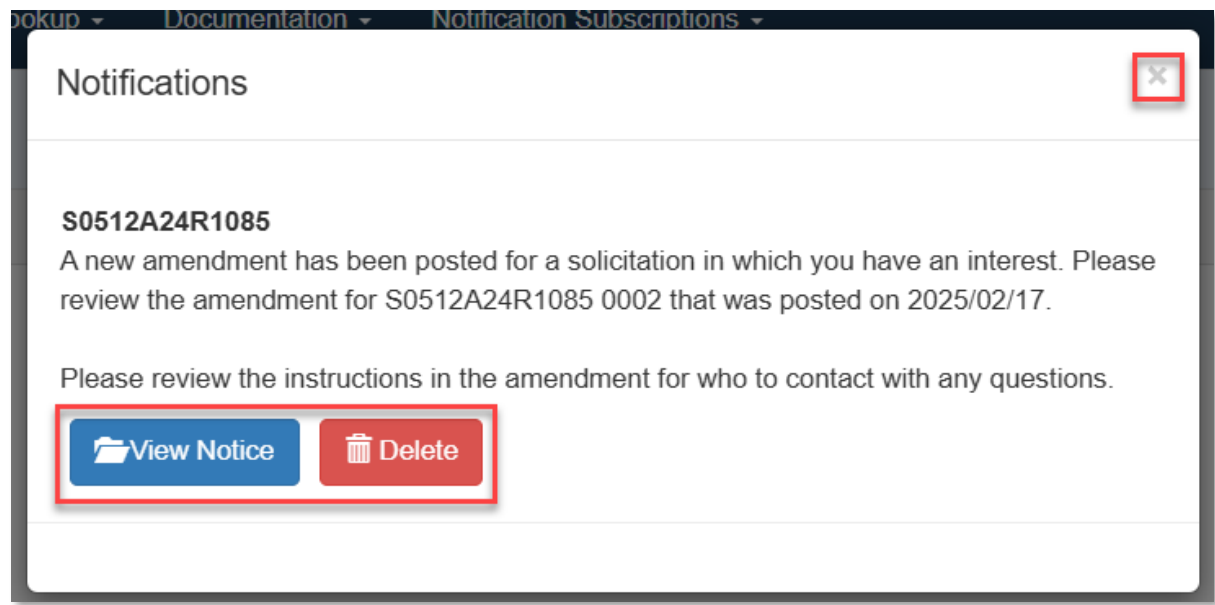 Documentation Notification Subscriptions
Notifications
×
S0512A24R1085
A new amendment has been posted for a solicitation in which you have an interest. Please
review the amendment for S0512A24R1085 0002 that was posted on 2025/02/17.
Please review the instructions in the amendment for who to contact with any questions.
View Notice Delete